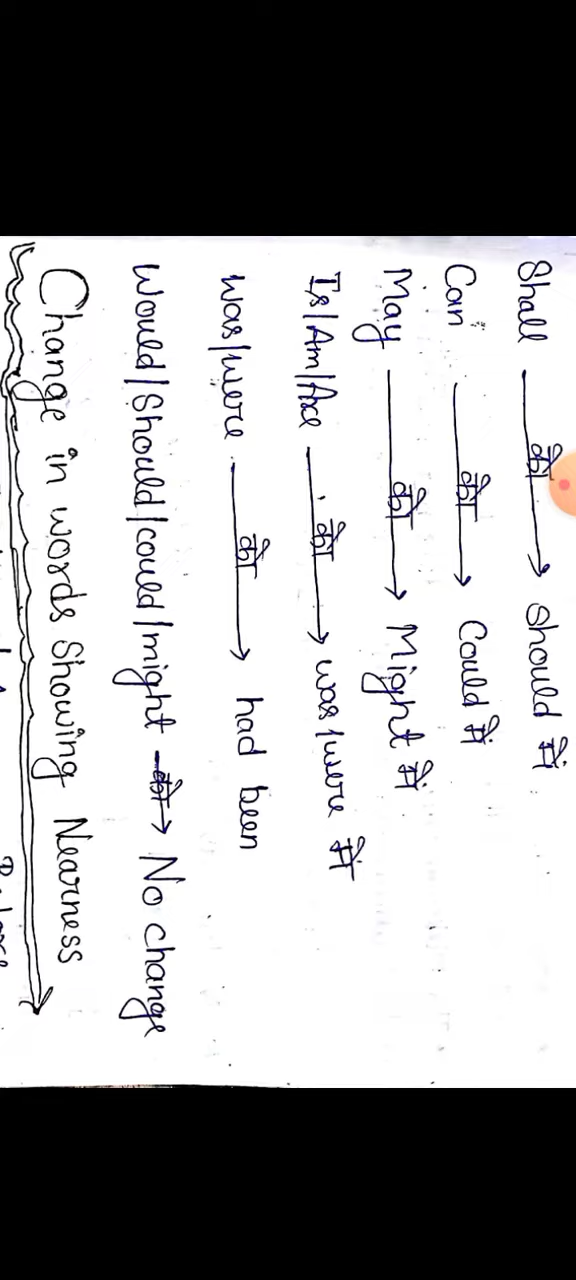 Shall को → Should में
Can को → Could में
May को → Might में
Is/Am/Are को → was/were में
was/were को → had been
Would/Should/could/might को → No change
Change in words Showing Nearness